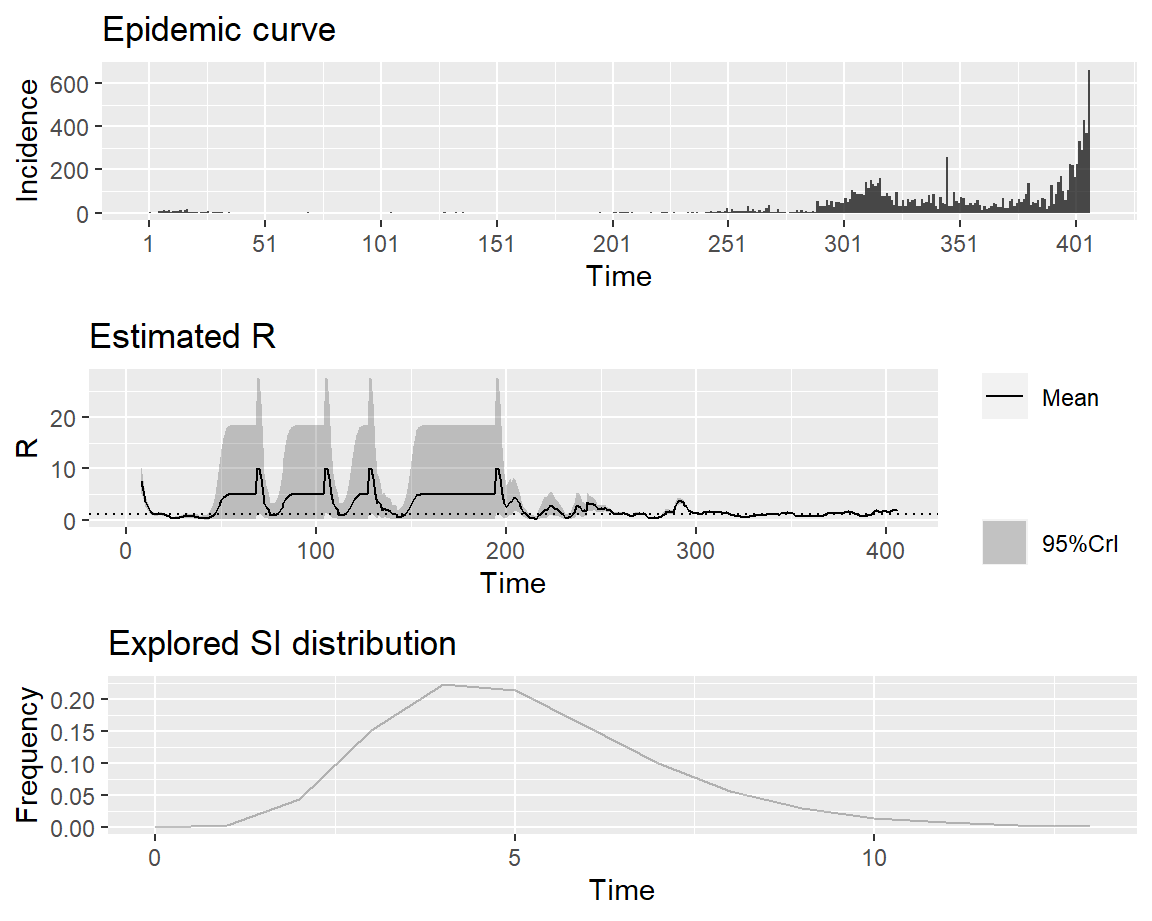 Epidemic curve
600
400
200
0
Incidence
1 51 101 151 201 251 301 351 401
Time
Estimated R
20
10
0
R
0 100 200 300 400
Time
Mean
95%CrI
Explored SI distribution
0.20
0.15
0.10
0.05
0.00
Frequency
0 5 10
Time